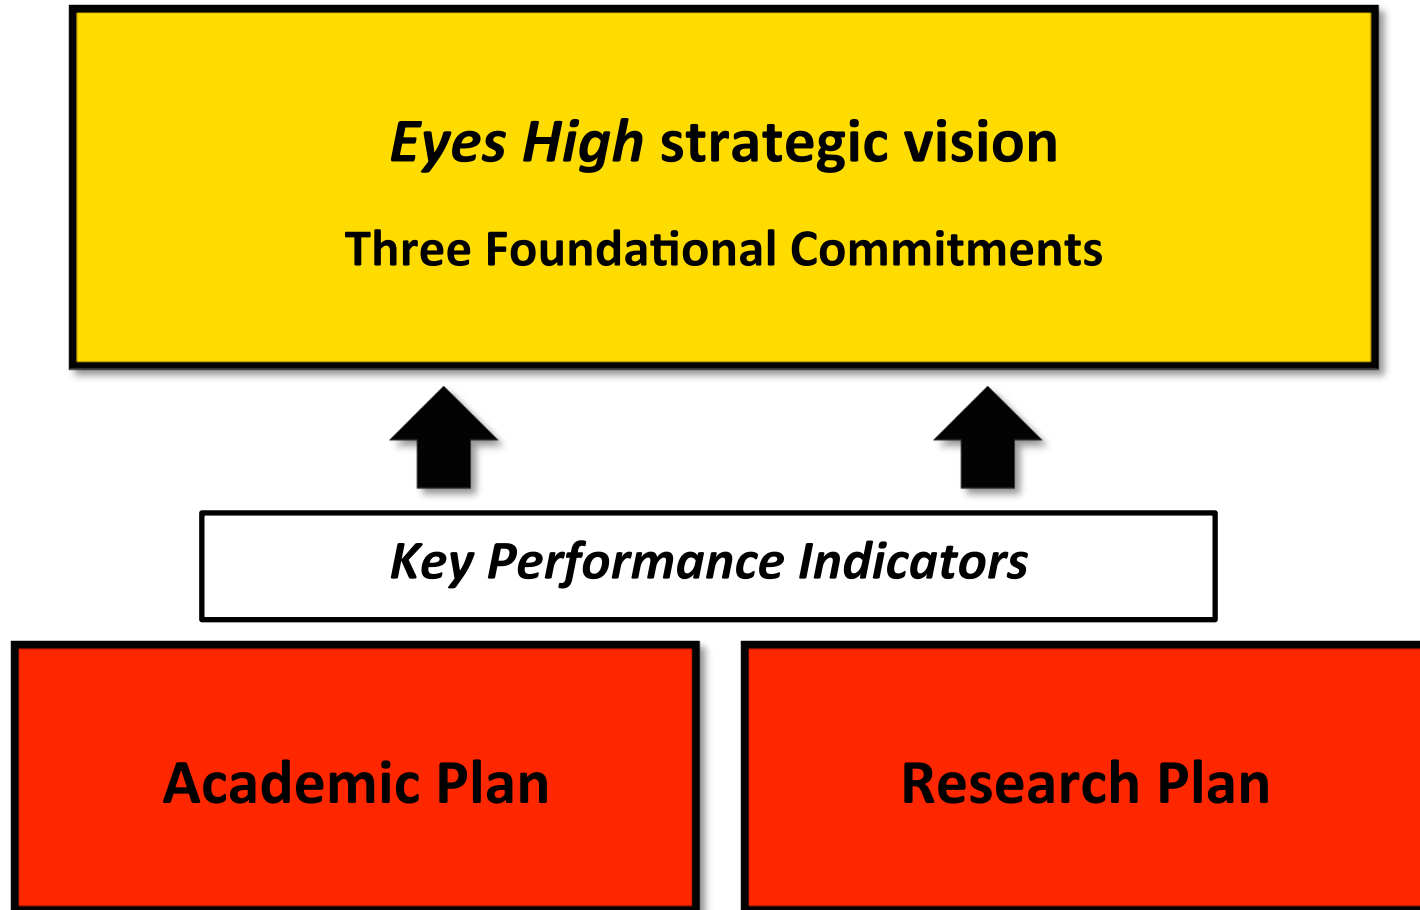 Eyes High strategic vision
Three Foundational Commitments
Key Performance Indicators
Academic Plan
Research Plan